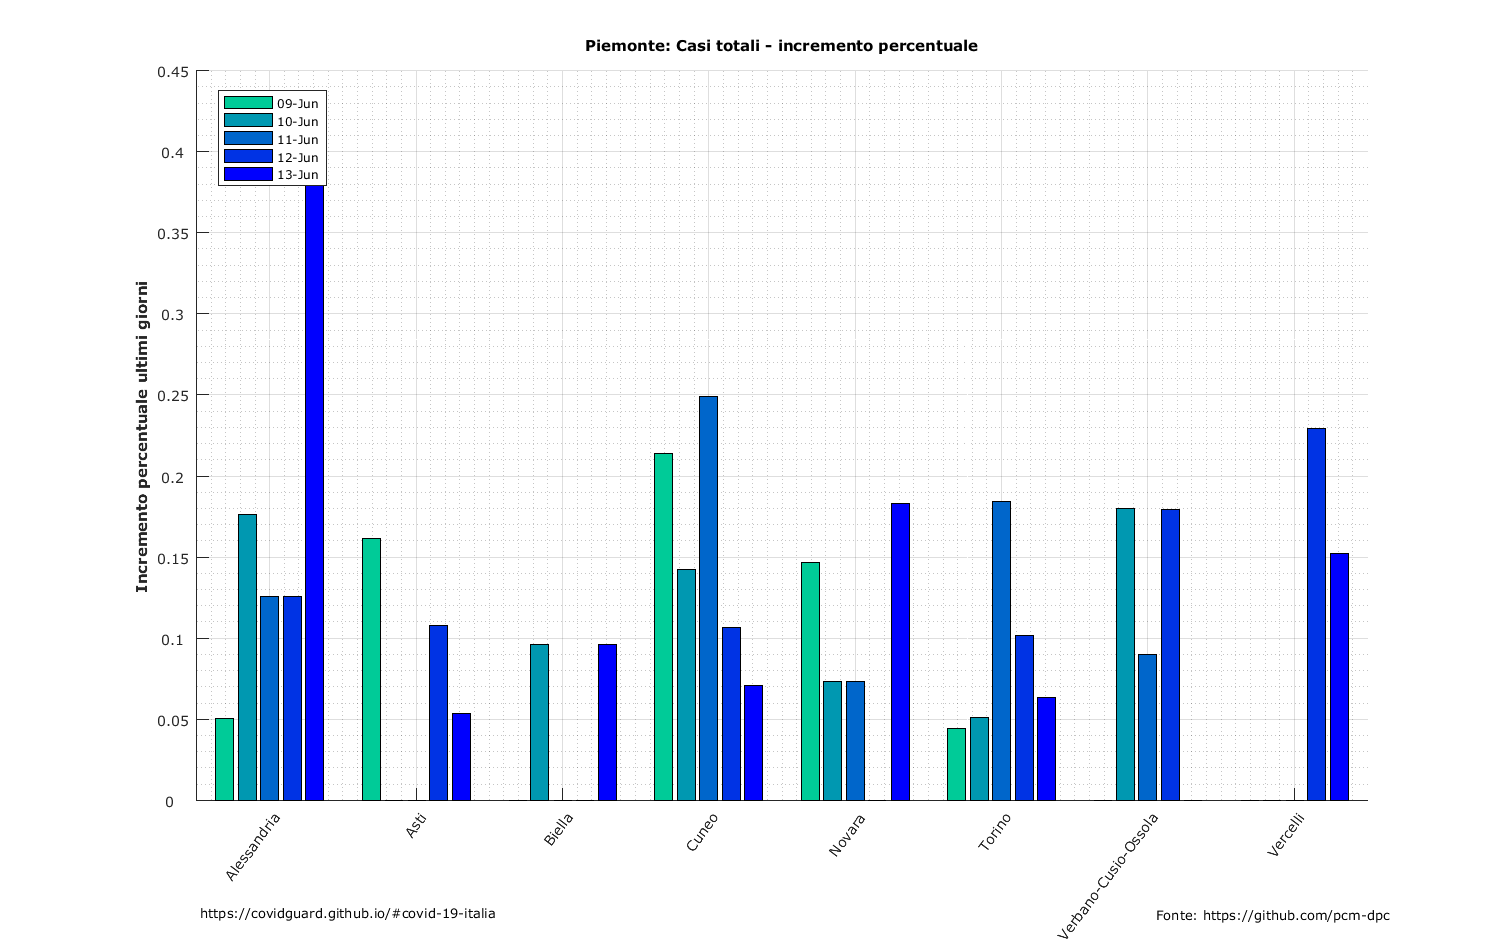 Piemonte: Casi totali - incremento percentuale
Incremento percentuale ultimi giorni
0.45
0.4
0.35
0.3
0.25
0.2
0.15
0.1
0.05
0
09-Jun
10-Jun
11-Jun
12-Jun
13-Jun
Alessandria
Asti
Biella
Cuneo
Novara
Torino
Verbano-Cusio-Ossola
Vercelli
https://covidguard.github.io/#covid-19-italia
Fonte: https://github.com/pcm-dpc